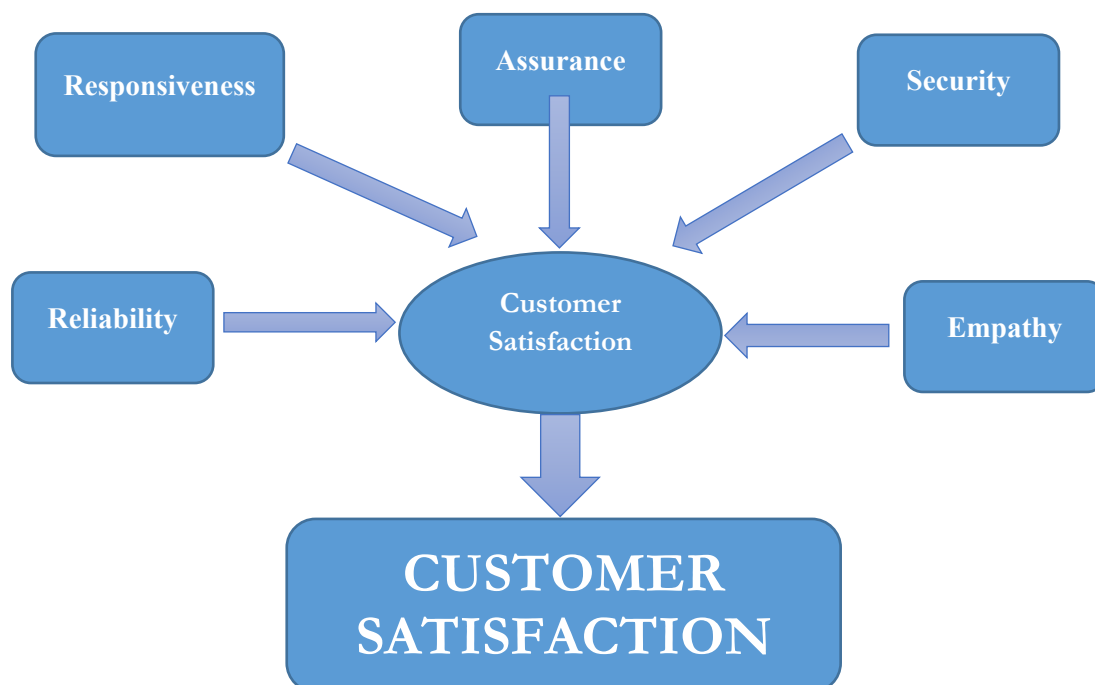 Responsiveness
Assurance
Security
Reliability
Customer
Satisfaction
Empathy
CUSTOMER
SATISFACTION